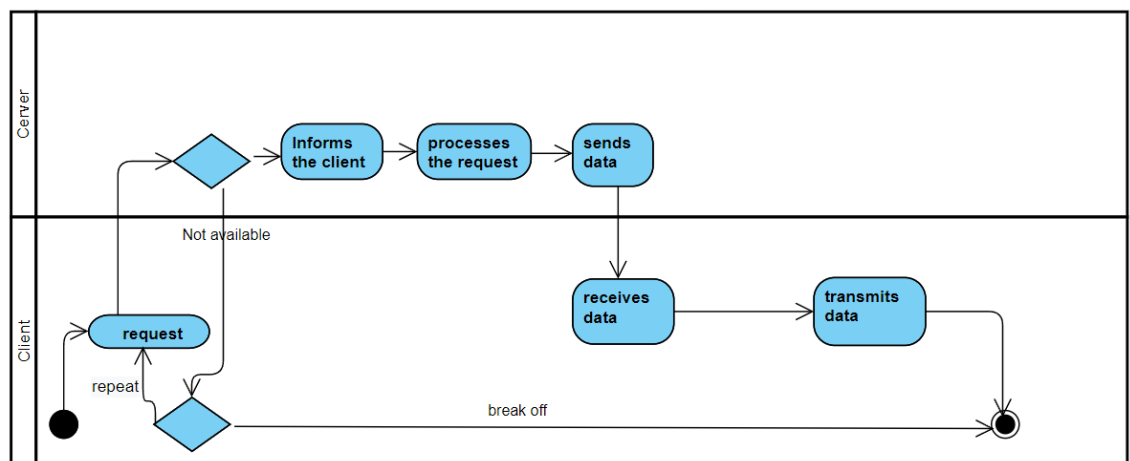 Cerver
Informs
the client
processes
the request
sends
data
Not available
Client
receives
data
transmits
data
request
repeat
break off